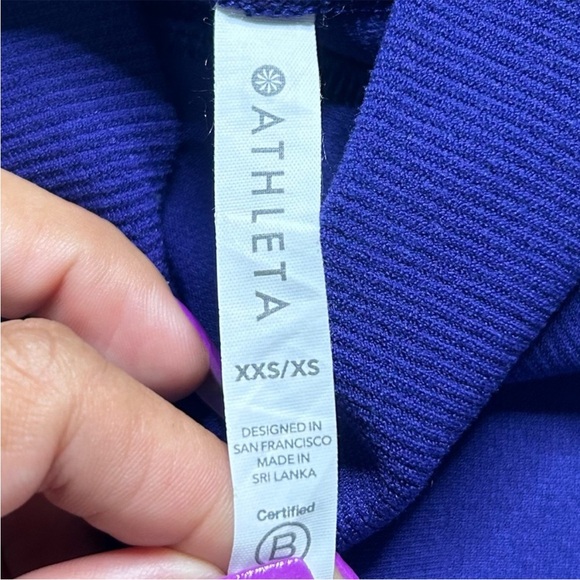 ATHLETA
XXS/XS
DESIGNED IN
SAN FRANCISCO
MADE IN
SRI LANKA
Certified
B